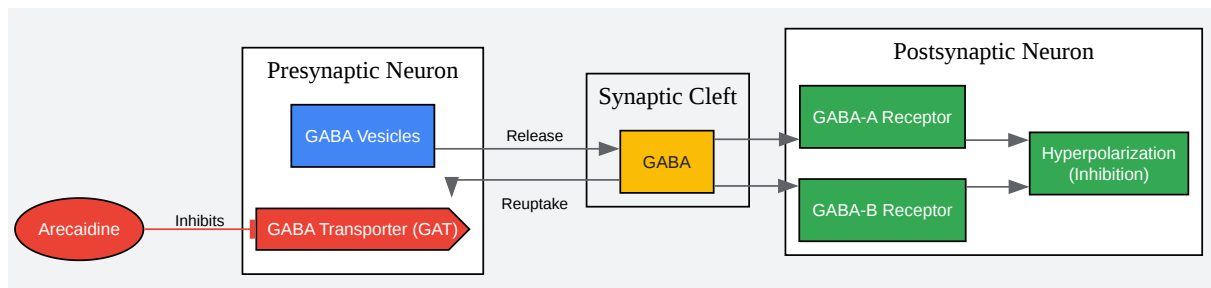 Presynaptic Neuron
GABA Vesicles
GABA Transporter (GAT)
Arecaidine
Inhibits
Release
Reuptake
Synaptic Cleft
GABA
Postsynaptic Neuron
GABA-A Receptor
GABA-B Receptor
Hyperpolarization
(Inhibition)